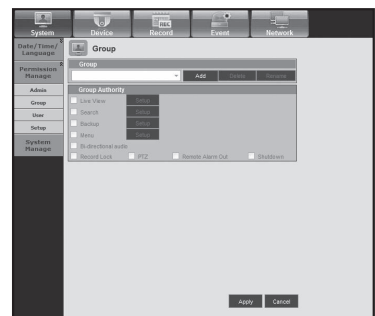 System Device Record Event Network
Date/Time/
Language
Group
Permission
Manage
Group
Add Delete Rename
Admin
Group Authority
Live View Setup
Group
Search Setup
User
Backup Setup
Setup
Menu Setup
System
Manage
Bi-directional audio
Record Lock PTZ Remote Alarm Out Shutdown
Apply Cancel